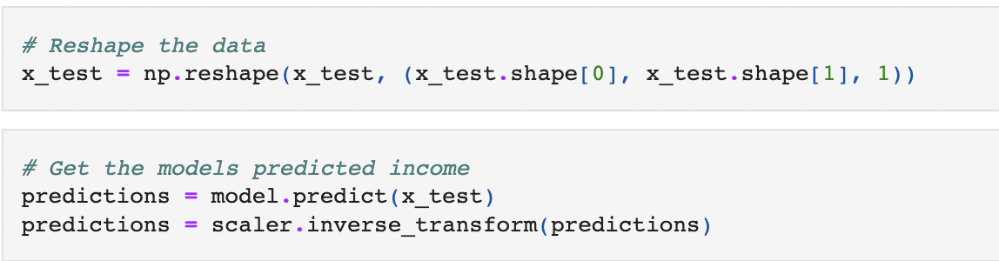 # Reshape the data
x_test = np.reshape(x_test, (x_test.shape[0], x_test.shape[1], 1))
# Get the models predicted income
predictions = model.predict(x_test)
predictions = scaler.inverse_transform(predictions)